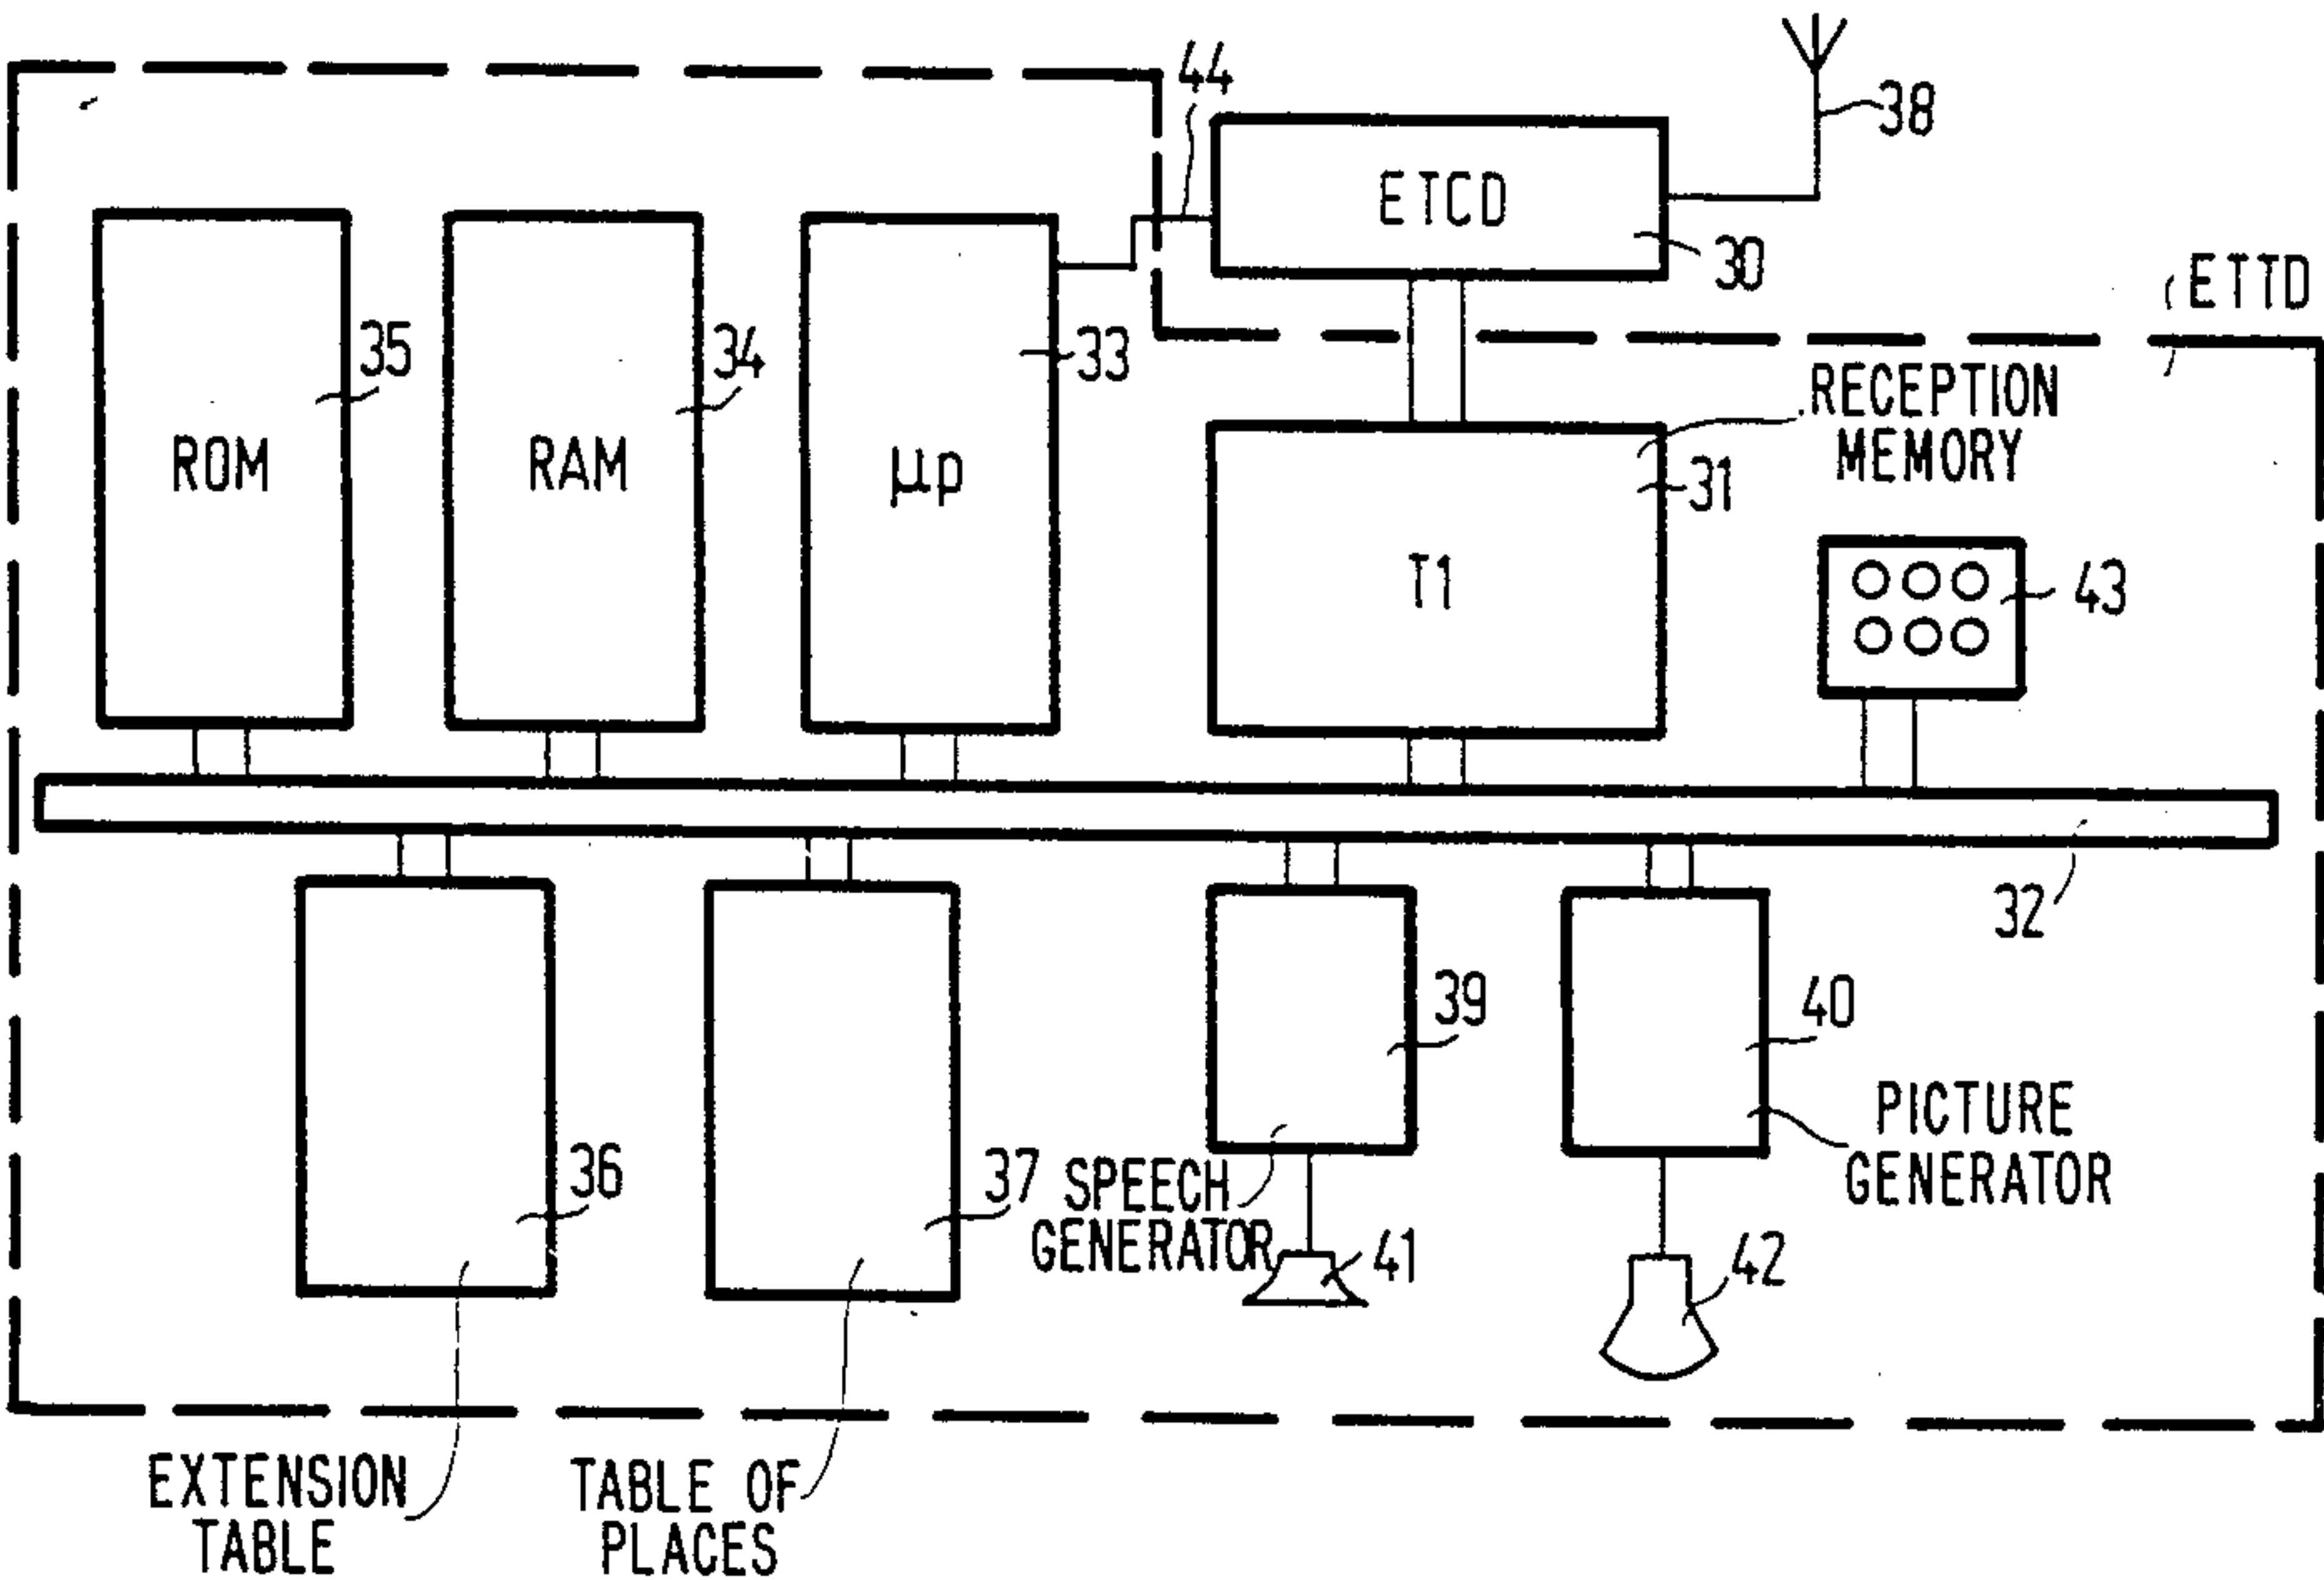 44
38
ETCD
30
ETTD
35
34
33
RECEPTION
MEMORY
ROM
RAM
µp
31
T1
43
32
39
40
PICTURE
GENERATOR
36
37
SPEECH
GENERATOR
41
42
EXTENSION
TABLE
TABLE OF
PLACES